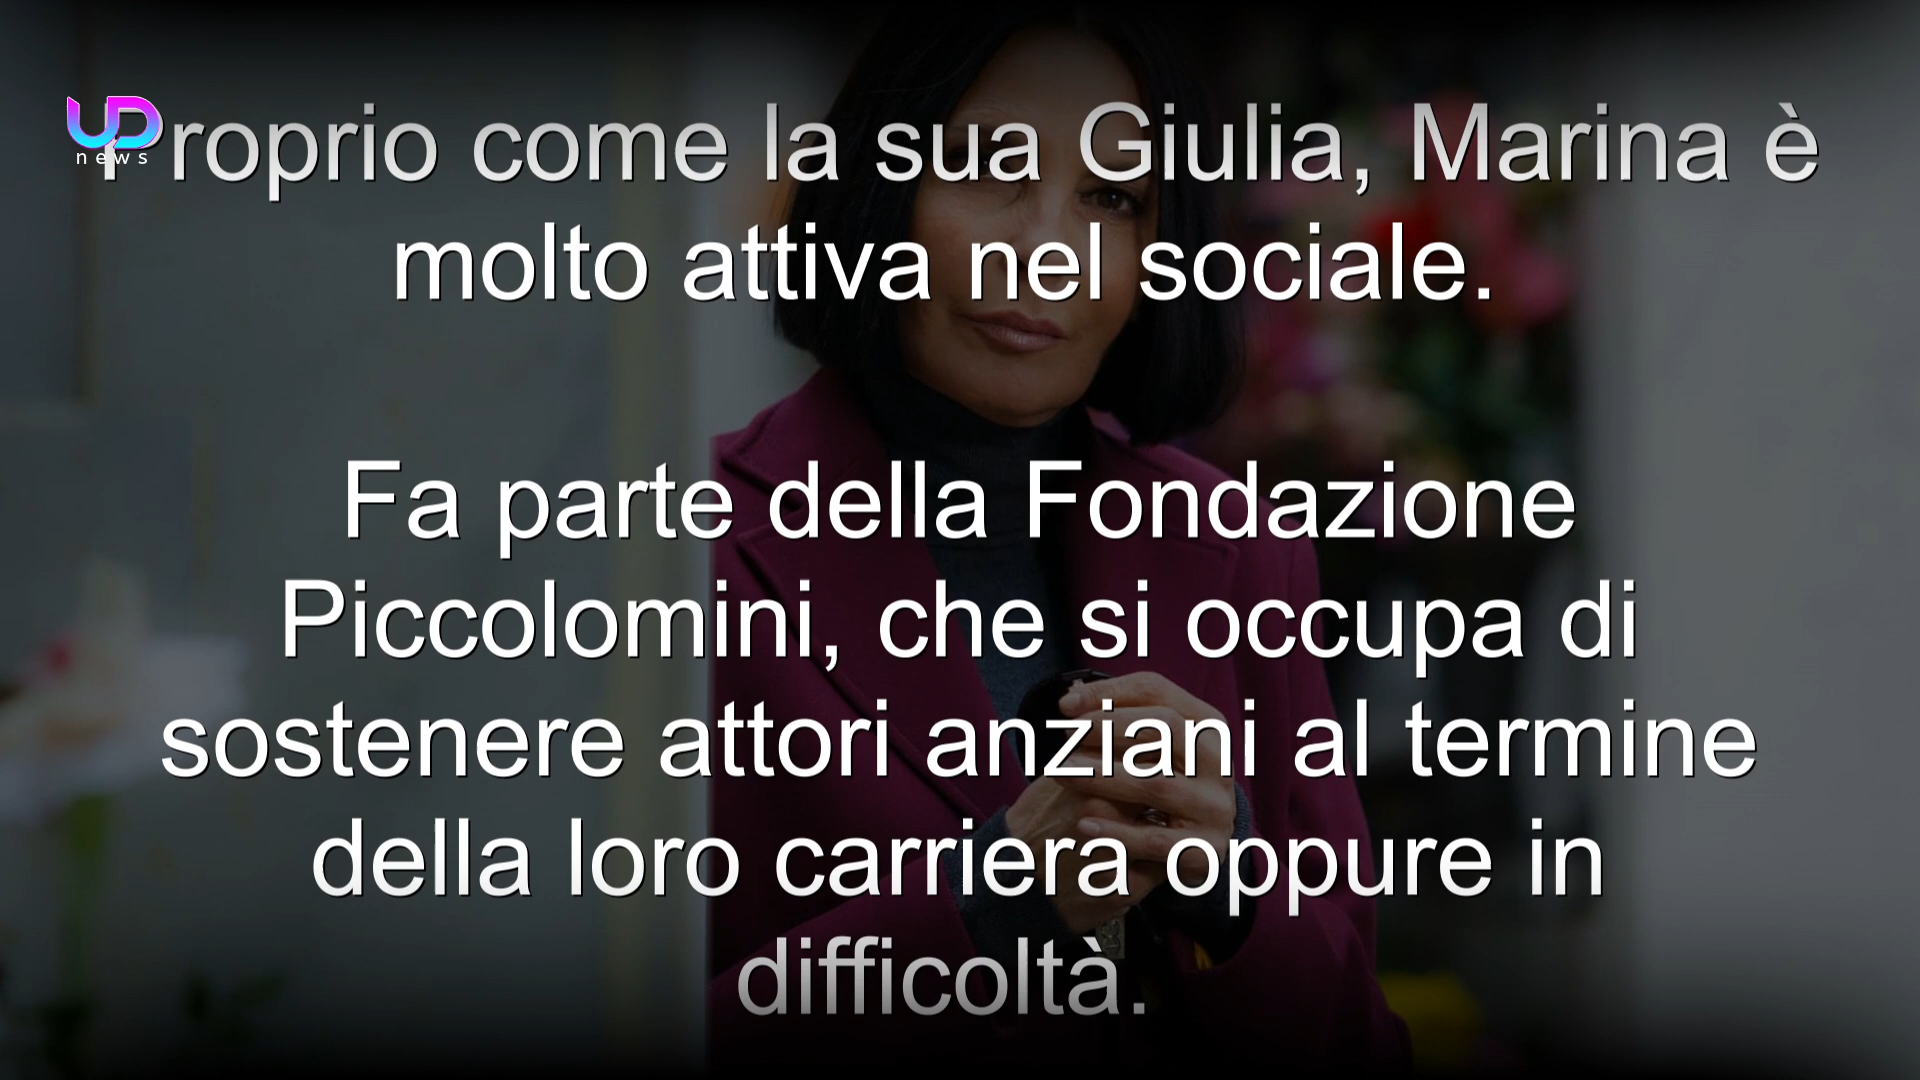 UD
news
Proprio come la sua Giulia, Marina è
molto attiva nel sociale.
Fa parte della Fondazione
Piccolomini, che si occupa di
sostenere attori anziani al termine
della loro carriera oppure in
difficoltà.